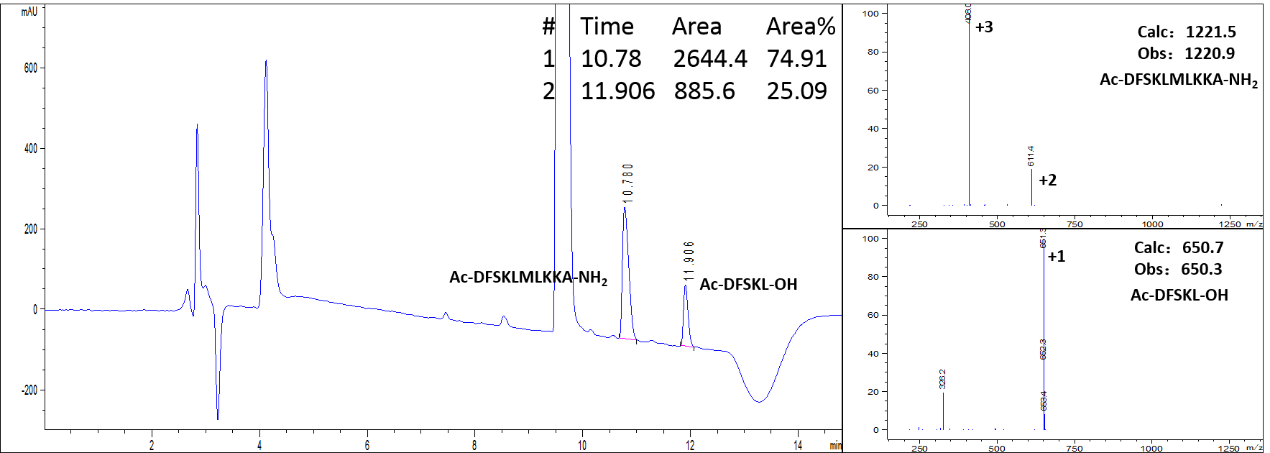 mAU
# Time Area Area%
1 10.78 2644.4 74.91
2 11.906 885.6 25.09
600
400
200
0
-200
10.780
11.906
Ac-DFSKLMLKKA-NH2
Ac-DFSKL-OH
2
4
6
8
10
12
14
min
100
80
60
40
20
0
+3
611.4
+2
Calc: 1221.5
Obs: 1220.9
Ac-DFSKLMLKKA-NH2
250
500
750
1000
1250
m/z
100
80
60
40
20
0
+1
652.3
653.4
326.2
Calc: 650.7
Obs: 650.3
Ac-DFSKL-OH
250
500
750
1000
1250
m/z